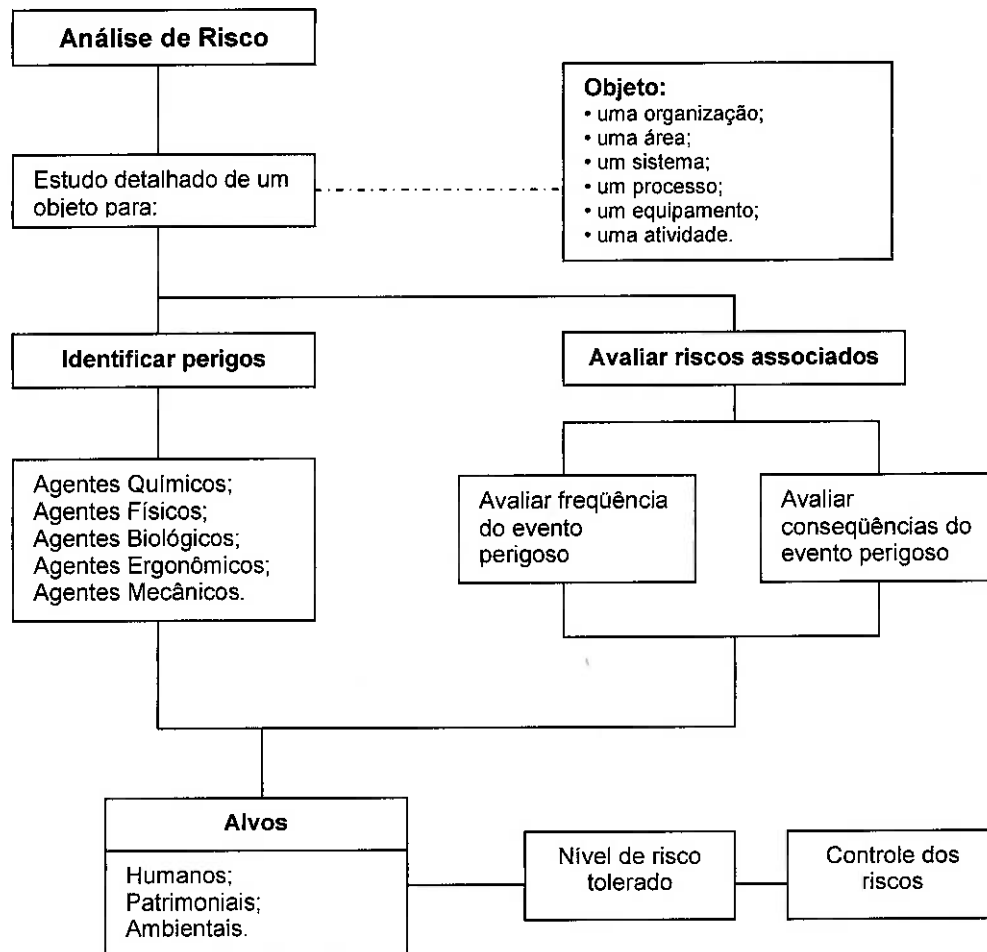 Análise de Risco
Objeto:
• uma organização;
• uma área;
• um sistema;
• um processo;
• um equipamento;
• uma atividade.
Estudo detalhado de um
objeto para:
Identificar perigos
Avaliar riscos associados
Agentes Químicos;
Agentes Físicos;
Agentes Biológicos;
Agentes Ergonômicos;
Agentes Mecânicos.
Avaliar freqüência
do evento
perigoso
Avaliar
conseqüências do
evento perigoso
Alvos
Humanos;
Patrimoniais;
Ambientais.
Nível de risco
tolerado
Controle dos
riscos